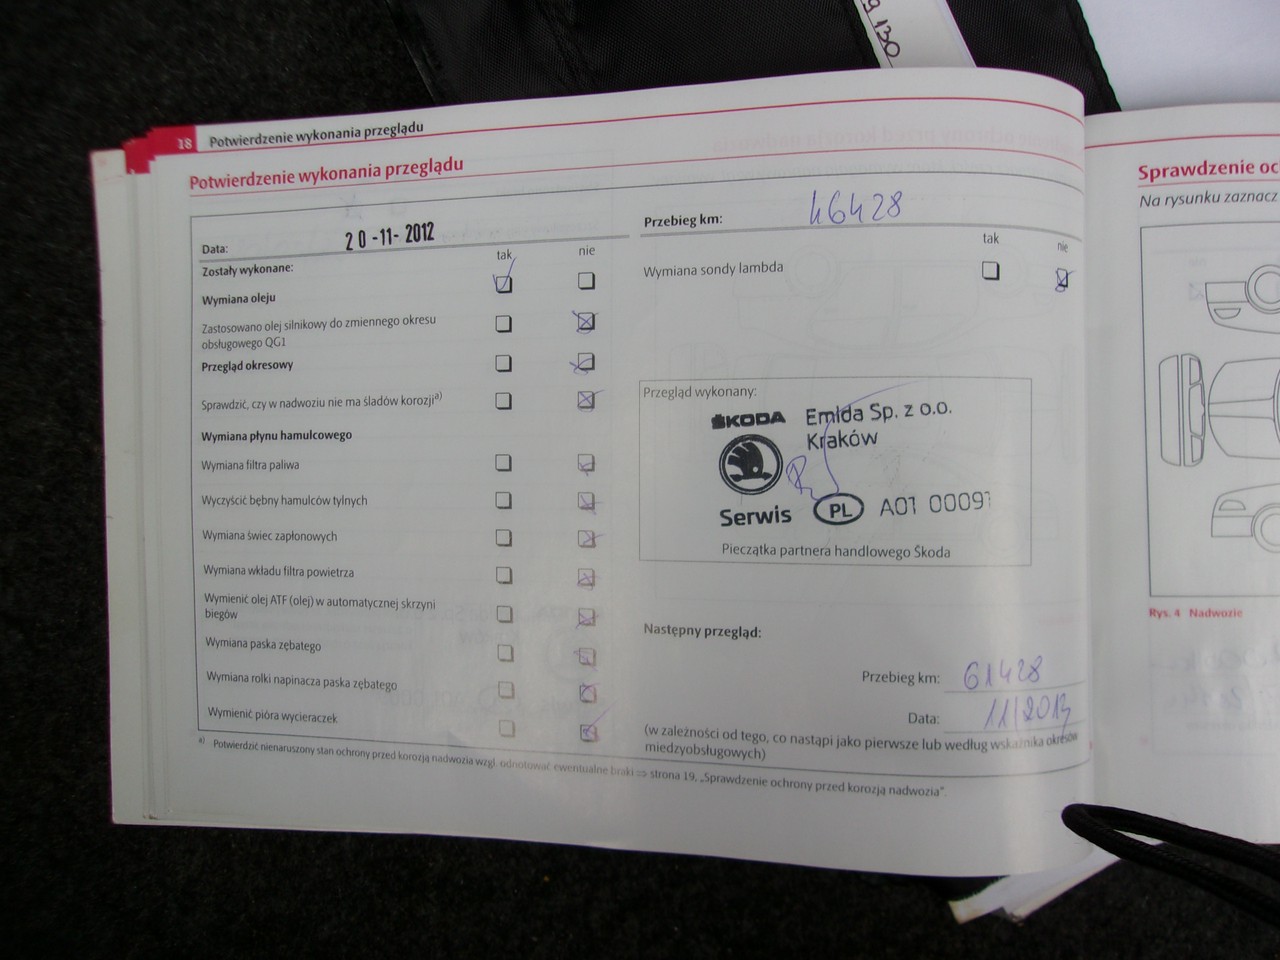 9130
18 Potwierdzenie wykonania przeglądu
Potwierdzenie wykonania przeglądu
Data: 20-11-2012
Zostały wykonane: tak nie
Wymiana oleju
Zastosowano olej silnikowy do zmiennego okresu
obsługowego QG1
Przegląd okresowy
Sprawdzić, czy w nadwoziu nie ma śladów korozji a)
Wymiana płynu hamulcowego
Wymiana filtra paliwa
Wyczyścić bębny hamulców tylnych
Wymiana świec zapłonowych
Wymiana wkładu filtra powietrza
Wymienić olej ATF (olej) w automatycznej skrzyni
biegów
Wymiana paska zębatego
Wymiana rolki napinacza paska zębatego
Wymienić pióra wycieraczek
a) Potwierdzić nienaruszony stan ochrony przed korozją nadwozia wzgl. odnotować ewentualne braki ⇒ strona 19, „Sprawdzenie ochrony przed korozją nadwozia”.
Przebieg km: 46428
tak nie
Wymiana sondy lambda
Przegląd wykonany:
ŠKODA Emida Sp. z o.o.
Kraków
Serwis PL A01 00091
Pieczątka partnera handlowego Škoda
Następny przegląd:
Przebieg km: 61428
Data: 11/2013
(w zależności od tego, co nastąpi jako pierwsze lub według wskaźnika okresów
miedzyobsługowych)
Sprawdzenie oc
Na rysunku zaznacz
Rys. 4 Nadwozie